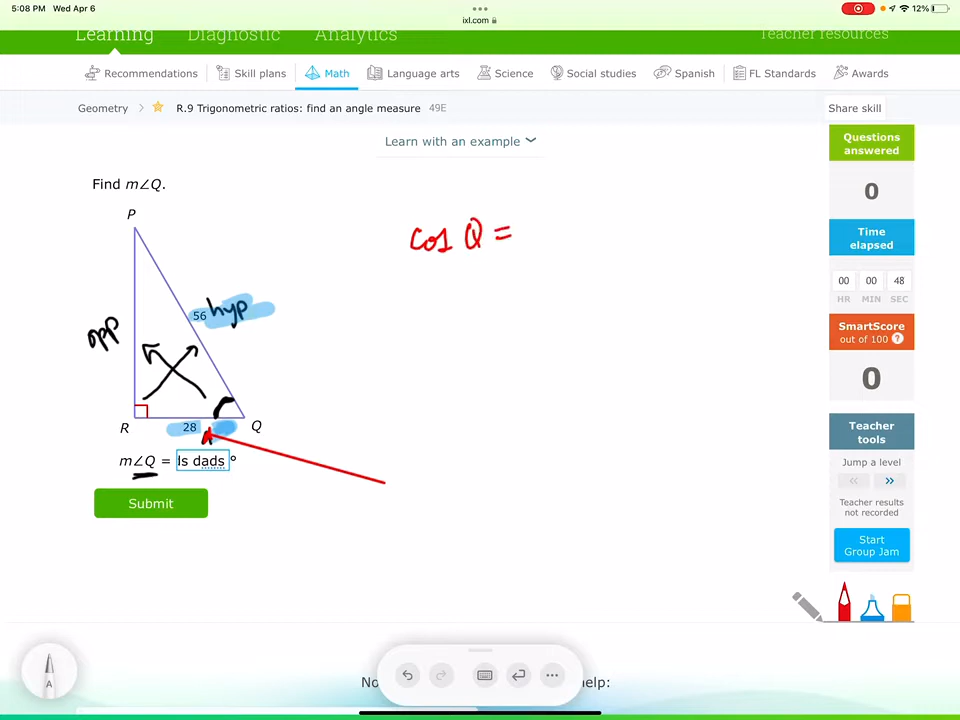 5:08 PM Wed Apr 6
12%
ixl.com
Learning Diagnostic Analytics Teacher resources
Recommendations Skill plans Math Language arts Science Social studies Spanish FL Standards Awards
Geometry > R.9 Trigonometric ratios: find an angle measure 49E Share skill
Learn with an example
Questions answered
0
Time elapsed
00 00 48
HR MIN SEC
SmartScore
out of 100 ?
0
Teacher tools
Jump a level
<< >>
Teacher results not recorded
Start Group Jam
Find m∠Q.
P
cos Q =
56 hyp
opp
R 28 Q
m∠Q = ls dads °
Submit
A
No
help: